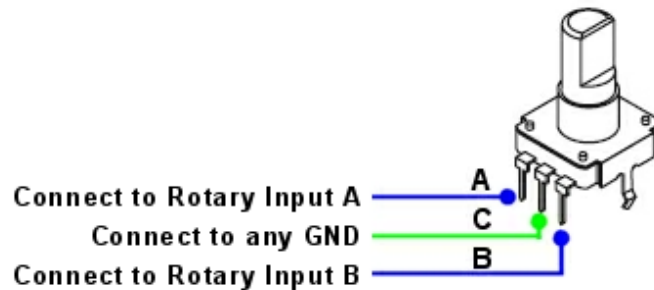 A
Connect to Rotary Input A
C
Connect to any GND
B
Connect to Rotary Input B